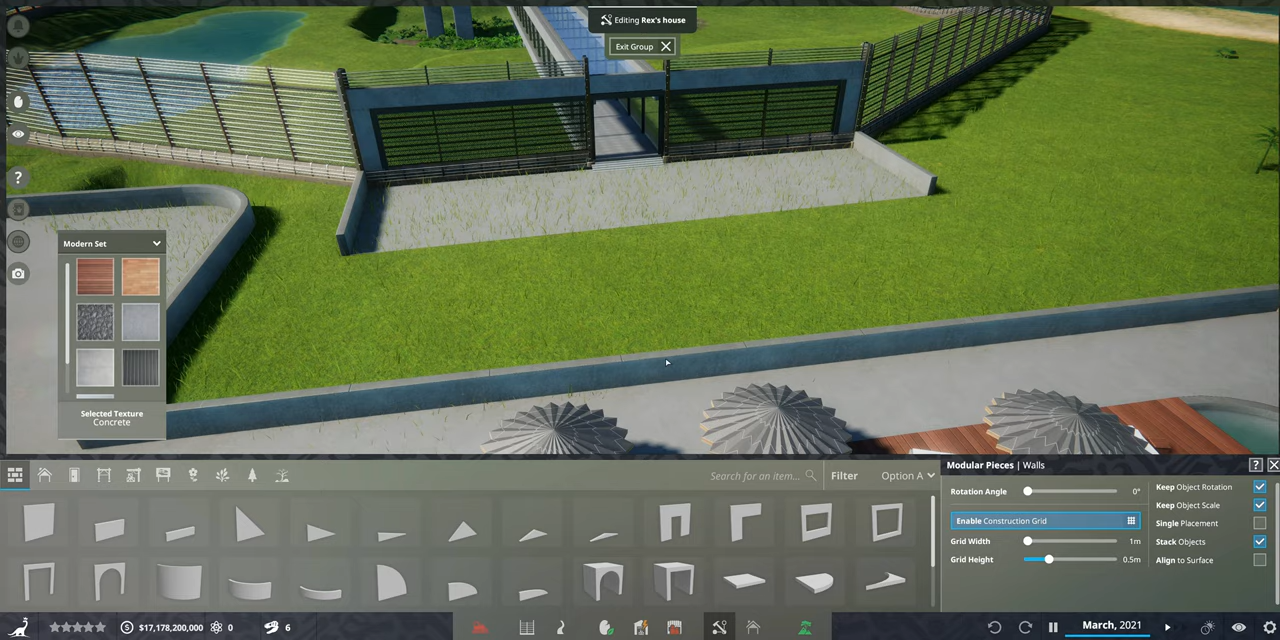 Editing Rex's house
Exit Group
?
Modern Set
Selected Texture
Concrete
Search for an item...
Filter
Option A
Modular Pieces | Walls
?
Rotation Angle
0°
Enable Construction Grid
Grid Width
1m
Grid Height
0.5m
Keep Object Rotation
Keep Object Scale
Single Placement
Stack Objects
Align to Surface
$17,178,200,000
0
6
March, 2021